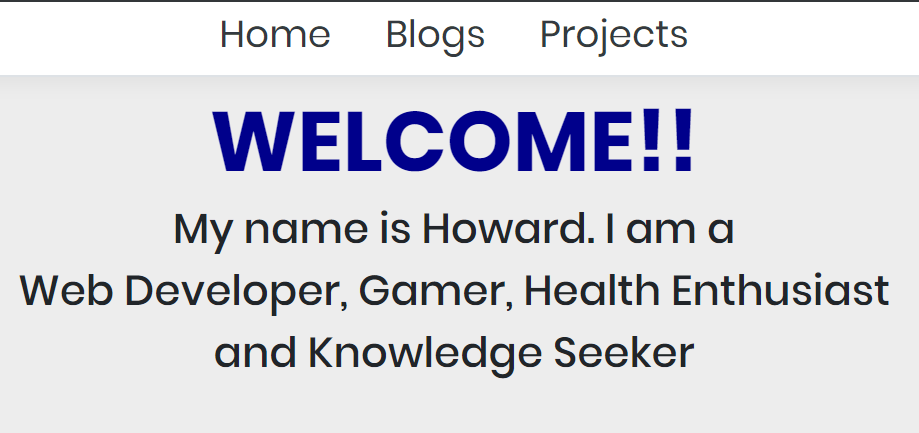 Home Blogs Projects
WELCOME!!
My name is Howard. I am a
Web Developer, Gamer, Health Enthusiast
and Knowledge Seeker